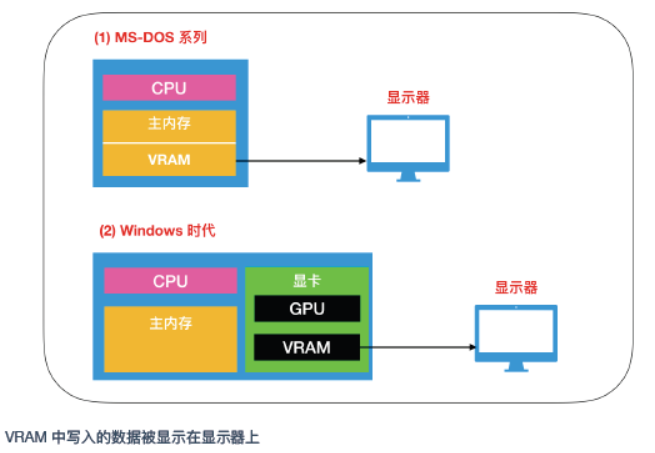 (1) MS-DOS 系列
CPU
主内存
VRAM
显示器
(2) Windows 时代
CPU
主内存
显卡
GPU
VRAM
显示器
VRAM 中写入的数据被显示在显示器上